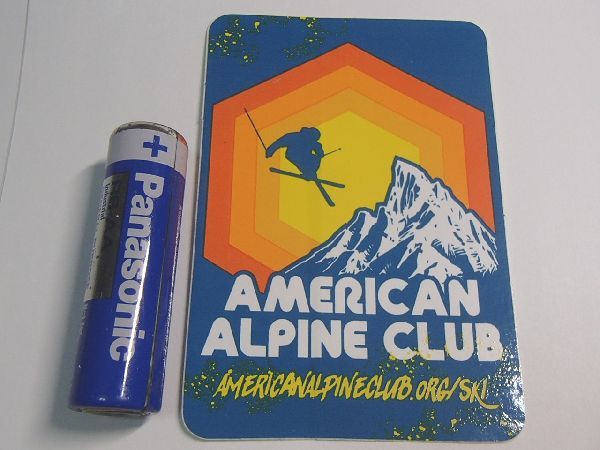 AMERICAN
ALPINE CLUB
AMERICANALPINECLUB.ORG/SKI
+ Panasonic